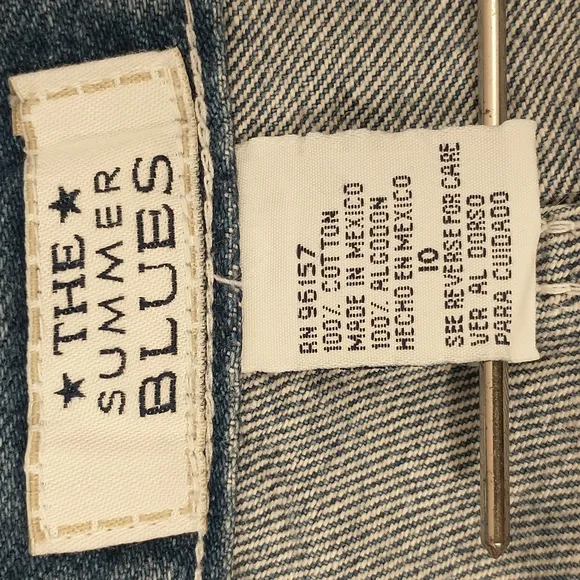 ★ THE ★
SUMMER
BLUES
RN 96157
100% COTTON
MADE IN MEXICO
100% ALGODON
HECHO EN MEXICO
10
SEE REVERSE FOR CARE
VER AL DORSO
PARA CUIDADO